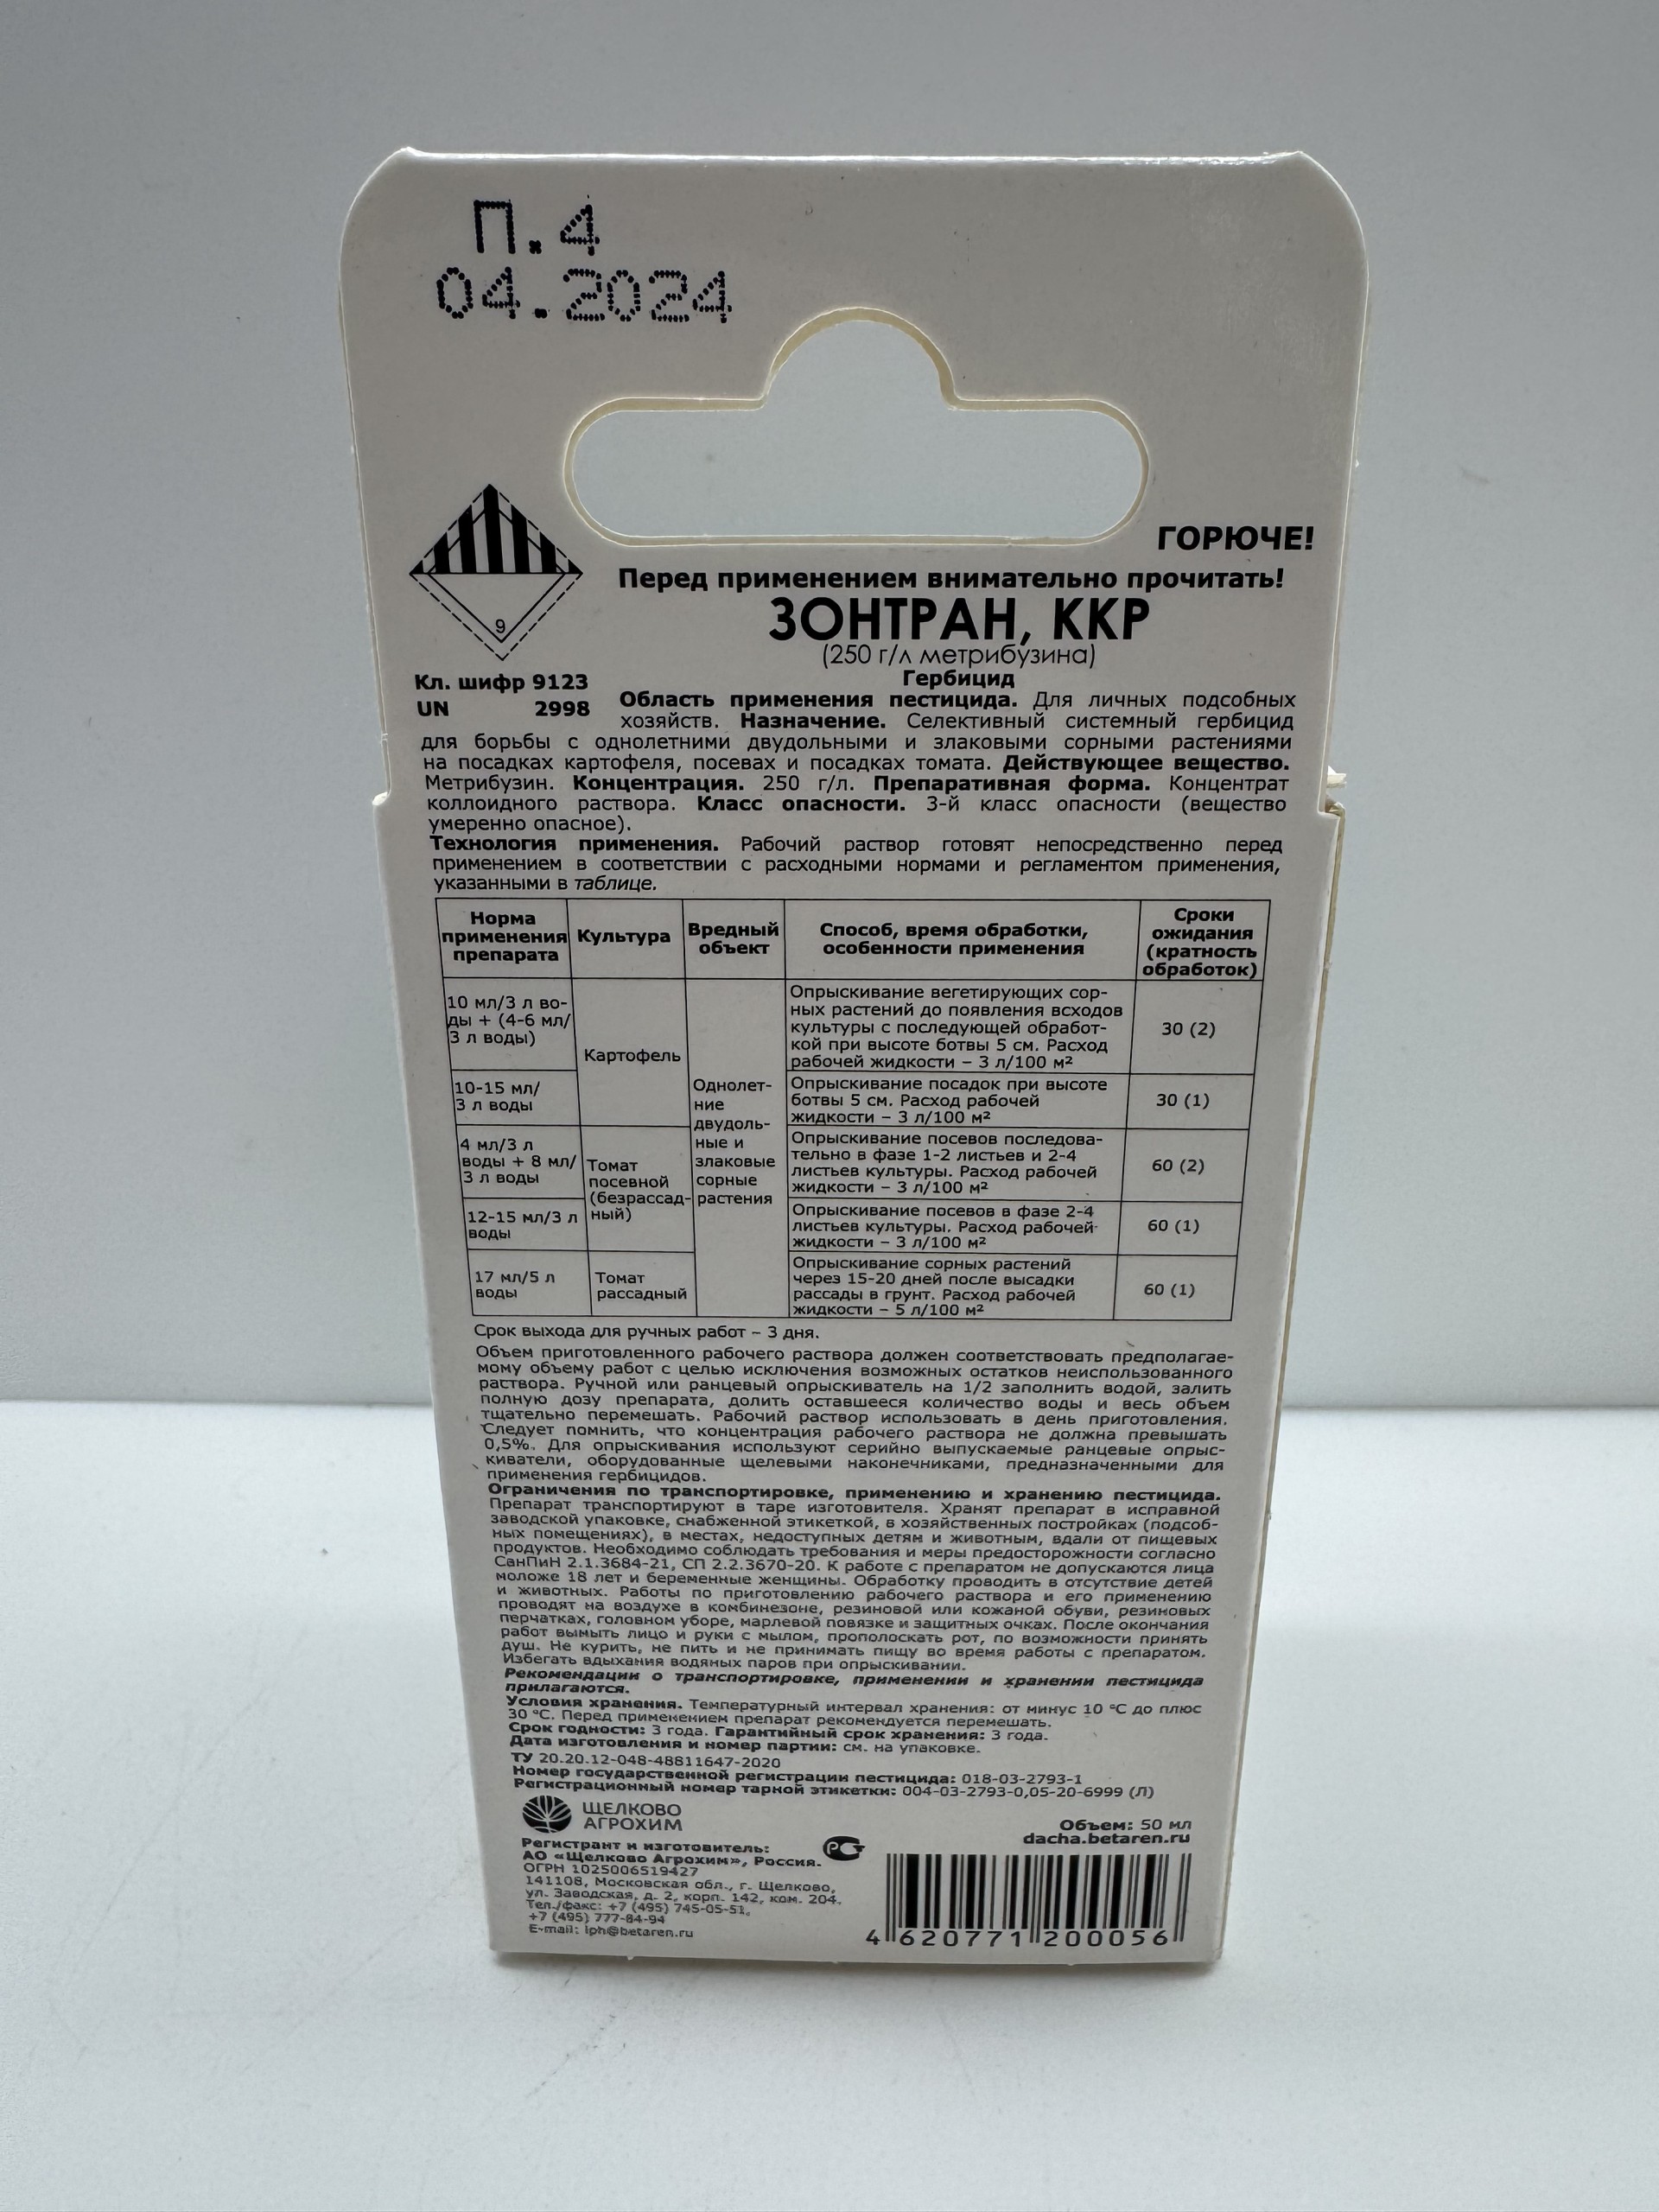 П.4
04.2024
ГОРЮЧЕ!
9
Перед применением внимательно прочитать!
ЗОНТРАН, ККР
(250 г/л метрибузина)
Гербицид
Кл. шифр 9123
UN 2998
Область применения пестицида. Для личных подсобных
хозяйств. Назначение. Селективный системный гербицид
для борьбы с однолетними двудольными и злаковыми сорными растениями
на посадках картофеля, посевах и посадках томата. Действующее вещество.
Метрибузин. Концентрация. 250 г/л. Препаративная форма. Концентрат
коллоидного раствора. Класс опасности. 3-й класс опасности (вещество
умеренно опасное).
Технология применения. Рабочий раствор готовят непосредственно перед
применением в соответствии с расходными нормами и регламентом применения,
указанными в таблице.
Норма
применения
препарата
Культура
Вредный
объект
Способ, время обработки,
особенности применения
Сроки
ожидания
(кратность
обработок)
10 мл/3 л во-
ды + (4-6 мл/
3 л воды)
Картофель
Однолет-
ние
двудоль-
ные и
злаковые
сорные
растения
Опрыскивание вегетирующих сор-
ных растений до появления всходов
культуры с последующей обработ-
кой при высоте ботвы 5 см. Расход
рабочей жидкости – 3 л/100 м²
30 (2)
10-15 мл/
3 л воды
Опрыскивание посадок при высоте
ботвы 5 см. Расход рабочей
жидкости – 3 л/100 м²
30 (1)
4 мл/3 л
воды + 8 мл/
3 л воды
Томат
посевной
(безрассад-
ный)
Опрыскивание посевов последова-
тельно в фазе 1-2 листьев и 2-4
листьев культуры. Расход рабочей
жидкости – 3 л/100 м²
60 (2)
12-15 мл/3 л
воды
Опрыскивание посевов в фазе 2-4
листьев культуры. Расход рабочей
жидкости – 3 л/100 м²
60 (1)
17 мл/5 л
воды
Томат
рассадный
Опрыскивание сорных растений
через 15-20 дней после высадки
рассады в грунт. Расход рабочей
жидкости – 5 л/100 м²
60 (1)
Срок выхода для ручных работ – 3 дня.
Объем приготовленного рабочего раствора должен соответствовать предполагае-
мому объему работ с целью исключения возможных остатков неиспользованного
раствора. Ручной или ранцевый опрыскиватель на 1/2 заполнить водой, залить
полную дозу препарата, долить оставшееся количество воды и весь объем
тщательно перемешать. Рабочий раствор использовать в день приготовления.
Следует помнить, что концентрация рабочего раствора не должна превышать
0,5%. Для опрыскивания используют серийно выпускаемые ранцевые опрыс-
киватели, оборудованные щелевыми наконечниками, предназначенными для
применения гербицидов.
Ограничения по транспортировке, применению и хранению пестицида.
Препарат транспортируют в таре изготовителя. Хранят препарат в исправной
заводской упаковке, снабженной этикеткой, в хозяйственных постройках (подсоб-
ных помещениях), в местах, недоступных детям и животным, вдали от пищевых
продуктов. Необходимо соблюдать требования и меры предосторожности согласно
СанПиН 2.1.3684-21, СП 2.2.3670-20. К работе с препаратом не допускаются лица
моложе 18 лет и беременные женщины. Обработку проводить в отсутствие детей
и животных. Работы по приготовлению рабочего раствора и его применению
проводят на воздухе в комбинезоне, резиновой или кожаной обуви, резиновых
перчатках, головном уборе, марлевой повязке и защитных очках. После окончания
работ вымыть лицо и руки с мылом, прополоскать рот, по возможности принять
душ. Не курить, не пить и не принимать пищу во время работы с препаратом.
Избегать вдыхания водяных паров при опрыскивании.
Рекомендации о транспортировке, применении и хранении пестицида
прилагаются.
Условия хранения. Температурный интервал хранения: от минус 10 °С до плюс
30 °С. Перед применением препарат рекомендуется перемешать.
Срок годности: 3 года. Гарантийный срок хранения: 3 года.
Дата изготовления и номер партии: см. на упаковке.
ТУ 20.20.12-048-48811647-2020
Номер государственной регистрации пестицида: 018-03-2793-1
Регистрационный номер тарной этикетки: 004-03-2793-0,05-20-6999 (Л)
ЩЕЛКОВО
АГРОХИМ
Объем: 50 мл
dacha.betaren.ru
Регистрант и изготовитель:
АО «Щелково Агрохим», Россия.
ОГРН 1025006519427
141108, Московская обл., г. Щелково,
ул. Заводская, д. 2, корп. 142, ком. 204.
Тел./факс: +7 (495) 745-05-51,
+7 (495) 777-84-94
E-mail: lph@betaren.ru
4 620771 200056